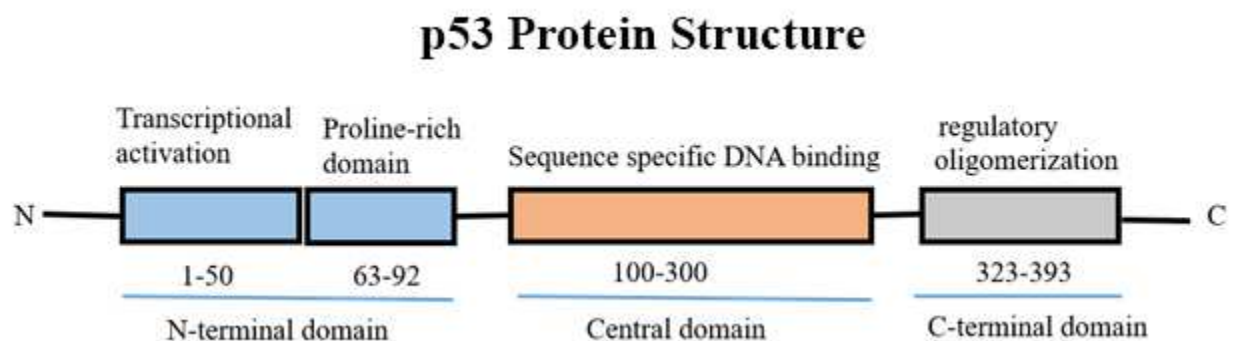 p53 Protein Structure
Transcriptional
activation
Proline-rich
domain
Sequence specific DNA binding
regulatory
oligomerization
N
C
1-50
63-92
100-300
323-393
N-terminal domain
Central domain
C-terminal domain